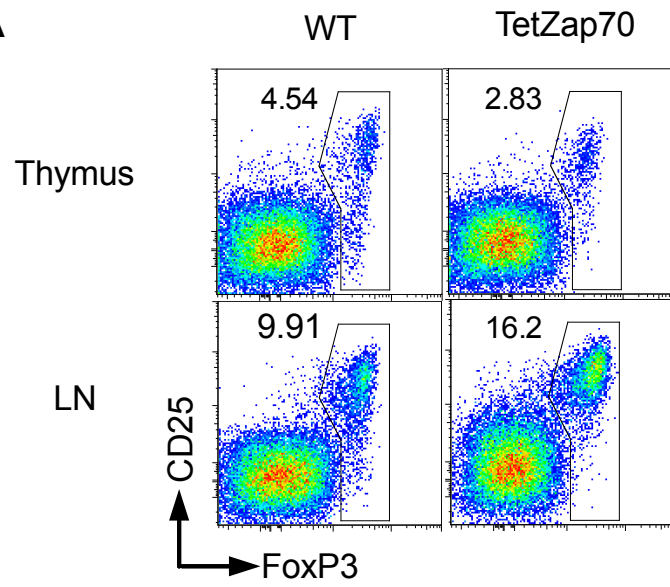 A
WT TetZap70
Thymus 4.54 2.83
LN 9.91 16.2
CD25
FoxP3